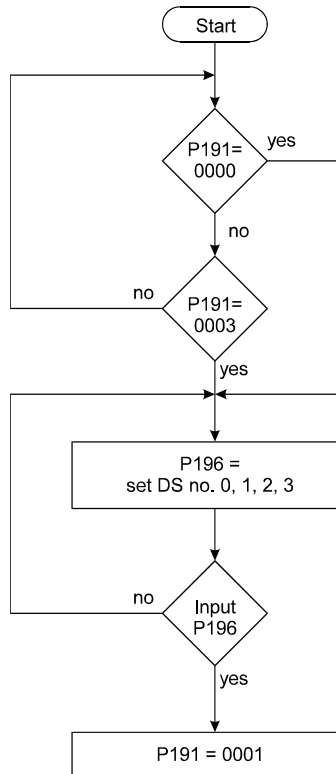 Start
P191=
0000
yes
no
P191=
0003
no
yes
P196 =
set DS no. 0, 1, 2, 3
Input
P196
no
yes
P191 = 0001